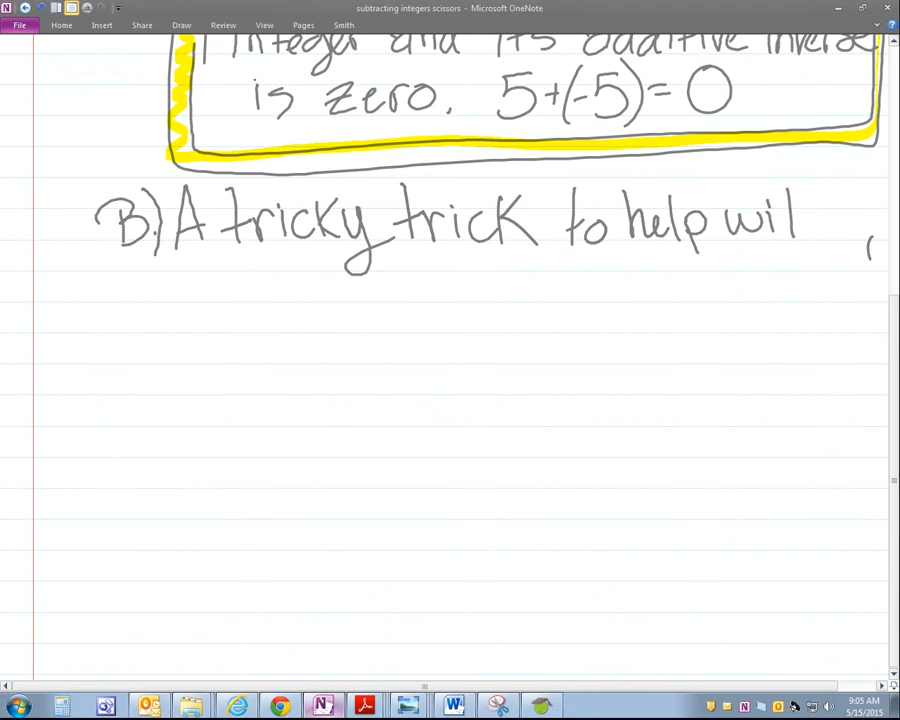 subtracting integers scissors - Microsoft OneNote
File Home Insert Share Draw Review View Pages Smith
Integer and its additive inverse
is zero. 5+(-5)=0
B.) A tricky trick to help wil
9:05 AM
5/15/2015